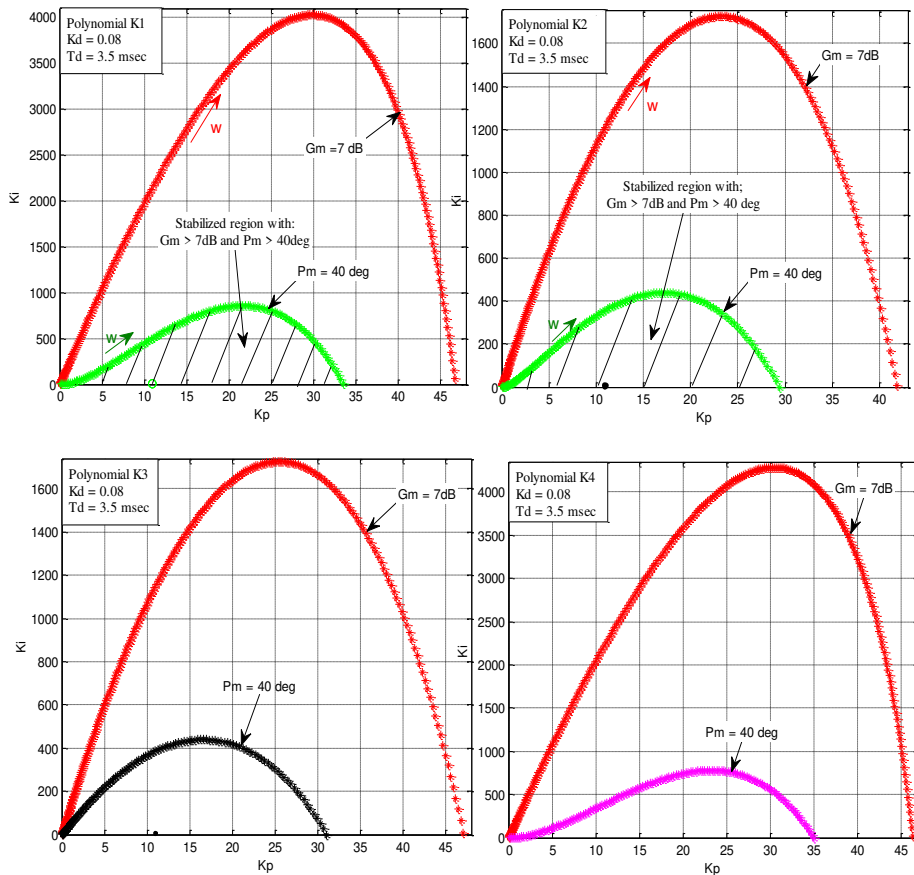 Polynomial K1
Kd = 0.08
Td = 3.5 msec
Ki
4000
3500
3000
2500
2000
1500
1000
500
0
W
Gm =7 dB
Stabilized region with:
Gm > 7dB and Pm > 40deg
Pm = 40 deg
W
0 5 10 15 20 25 30 35 40 45
Kp
Polynomial K2
Kd = 0.08
Td = 3.5 msec
Ki
1600
1400
1200
1000
800
600
400
200
0
W
Gm = 7dB
Stabilized region with;
Gm > 7dB and Pm > 40 deg
Pm = 40 deg
W
0 5 10 15 20 25 30 35 40
Kp
Polynomial K3
Kd = 0.08
Td = 3.5 msec
1600
1400
1200
1000
800
600
400
200
0
Gm = 7dB
Pm = 40 deg
0 5 10 15 20 25 30 35 40 45
Kp
Polynomial K4
Kd = 0.08
Td = 3.5 msec
Ki
4000
3500
3000
2500
2000
1500
1000
500
0
Gm = 7dB
Pm = 40 deg
0 5 10 15 20 25 30 35 40 45
Kp